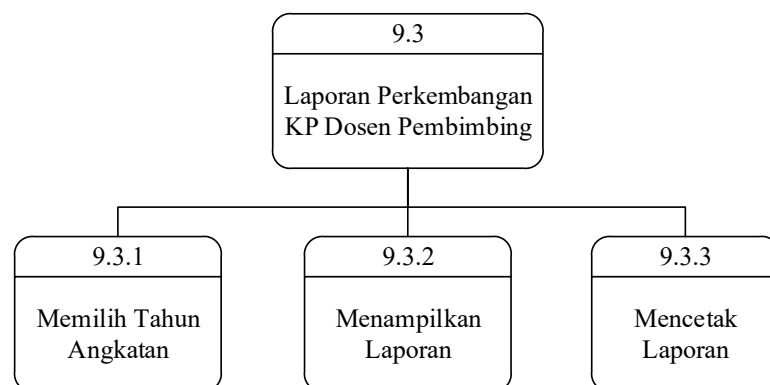 9.3
Laporan Perkembangan
KP Dosen Pembimbing
9.3.1
Memilih Tahun
Angkatan
9.3.2
Menampilkan
Laporan
9.3.3
Mencetak
Laporan